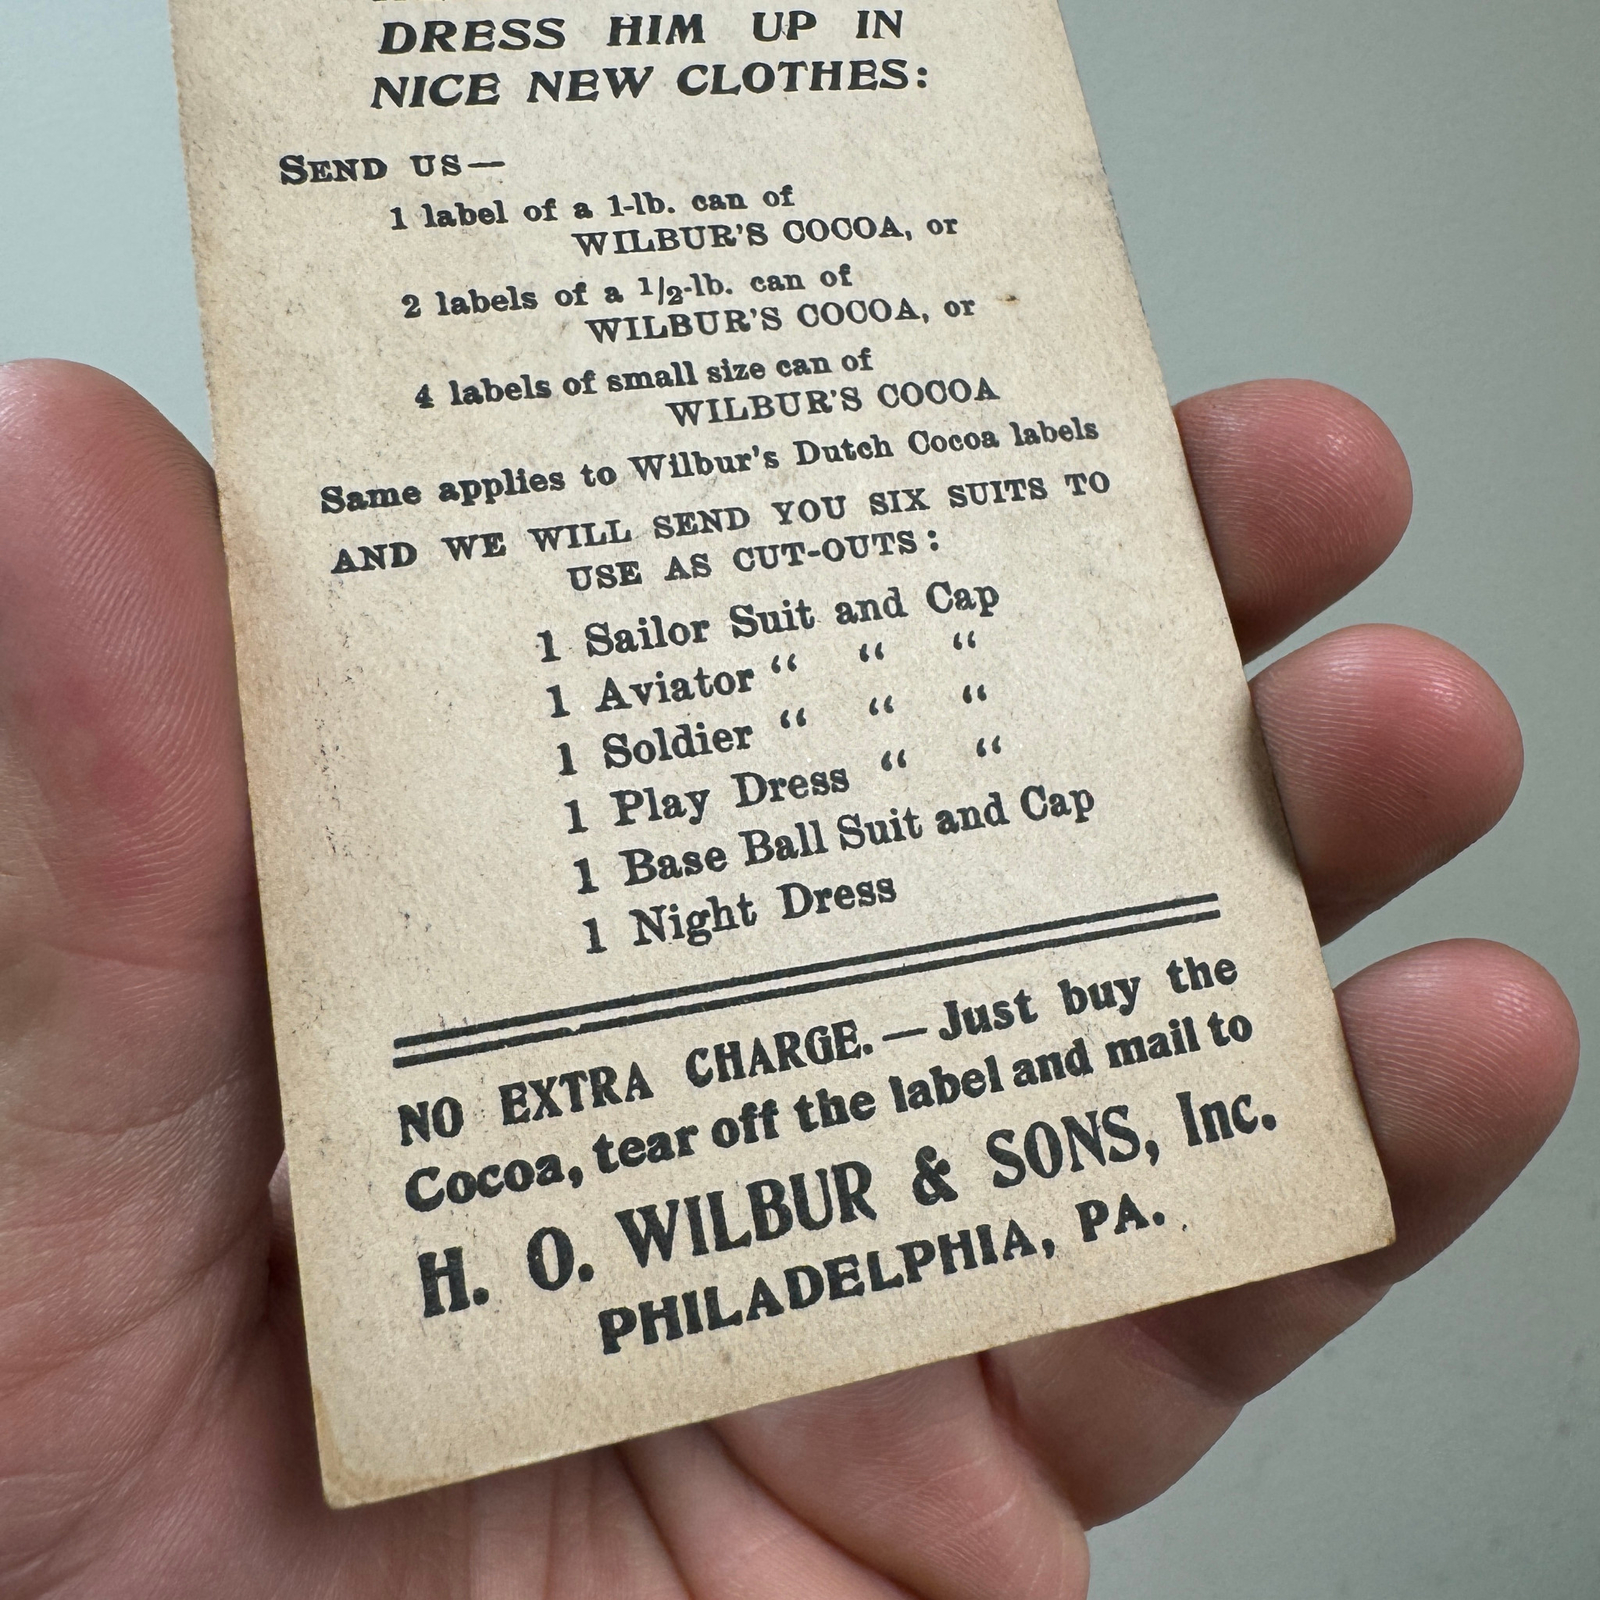 DRESS HIM UP IN
NICE NEW CLOTHES:
SEND US—
1 label of a 1-lb. can of
WILBUR'S COCOA, or
2 labels of a 1/2-lb. can of
WILBUR'S COCOA, or
4 labels of small size can of
WILBUR'S COCOA
Same applies to Wilbur's Dutch Cocoa labels
AND WE WILL SEND YOU SIX SUITS TO
USE AS CUT-OUTS:
1 Sailor Suit and Cap
1 Aviator “ “ “
1 Soldier “ “ “
1 Play Dress “ “
1 Base Ball Suit and Cap
1 Night Dress
NO EXTRA CHARGE.—Just buy the
Cocoa, tear off the label and mail to
H. O. WILBUR & SONS, Inc.
PHILADELPHIA, PA.